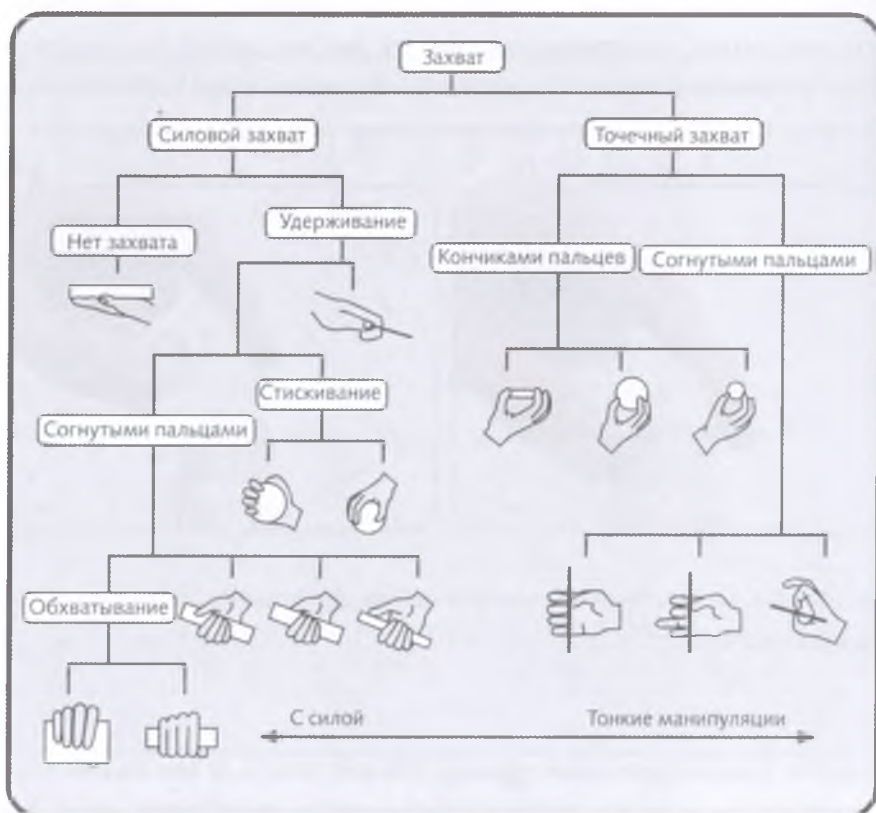 Захват
Силовой захват
Точечный захват
Нет захвата
Удерживание
Кончиками пальцев
Согнутыми пальцами
Стискивание
Согнутыми пальцами
Обхватывание
С силой
Тонкие манипуляции